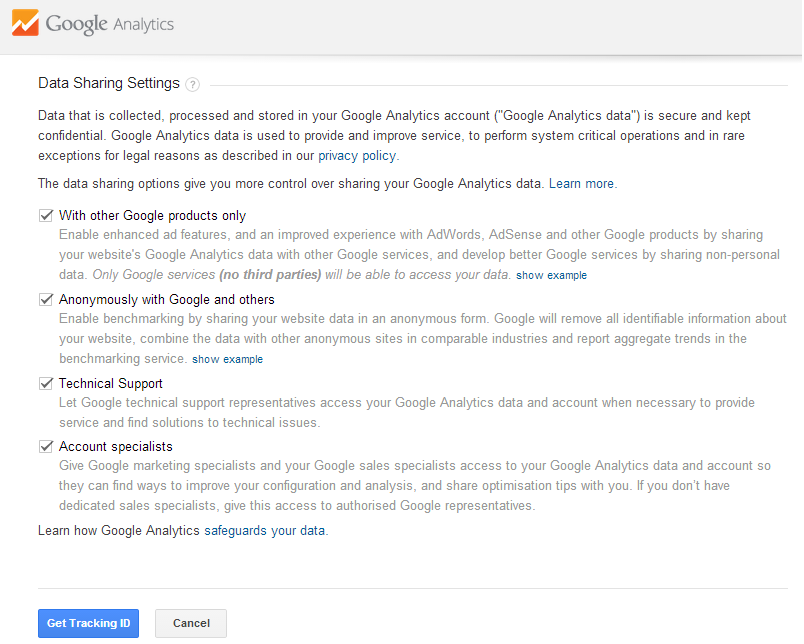 Google Analytics
Data Sharing Settings ?
Data that is collected, processed and stored in your Google Analytics account ("Google Analytics data") is secure and kept
confidential. Google Analytics data is used to provide and improve service, to perform system critical operations and in rare
exceptions for legal reasons as described in our privacy policy.
The data sharing options give you more control over sharing your Google Analytics data. Learn more.
With other Google products only
Enable enhanced ad features, and an improved experience with AdWords, AdSense and other Google products by sharing
your website's Google Analytics data with other Google services, and develop better Google services by sharing non-personal
data. Only Google services (no third parties) will be able to access your data. show example
Anonymously with Google and others
Enable benchmarking by sharing your website data in an anonymous form. Google will remove all identifiable information about
your website, combine the data with other anonymous sites in comparable industries and report aggregate trends in the
benchmarking service. show example
Technical Support
Let Google technical support representatives access your Google Analytics data and account when necessary to provide
service and find solutions to technical issues.
Account specialists
Give Google marketing specialists and your Google sales specialists access to your Google Analytics data and account so
they can find ways to improve your configuration and analysis, and share optimisation tips with you. If you don't have
dedicated sales specialists, give this access to authorised Google representatives.
Learn how Google Analytics safeguards your data.
Get Tracking ID Cancel